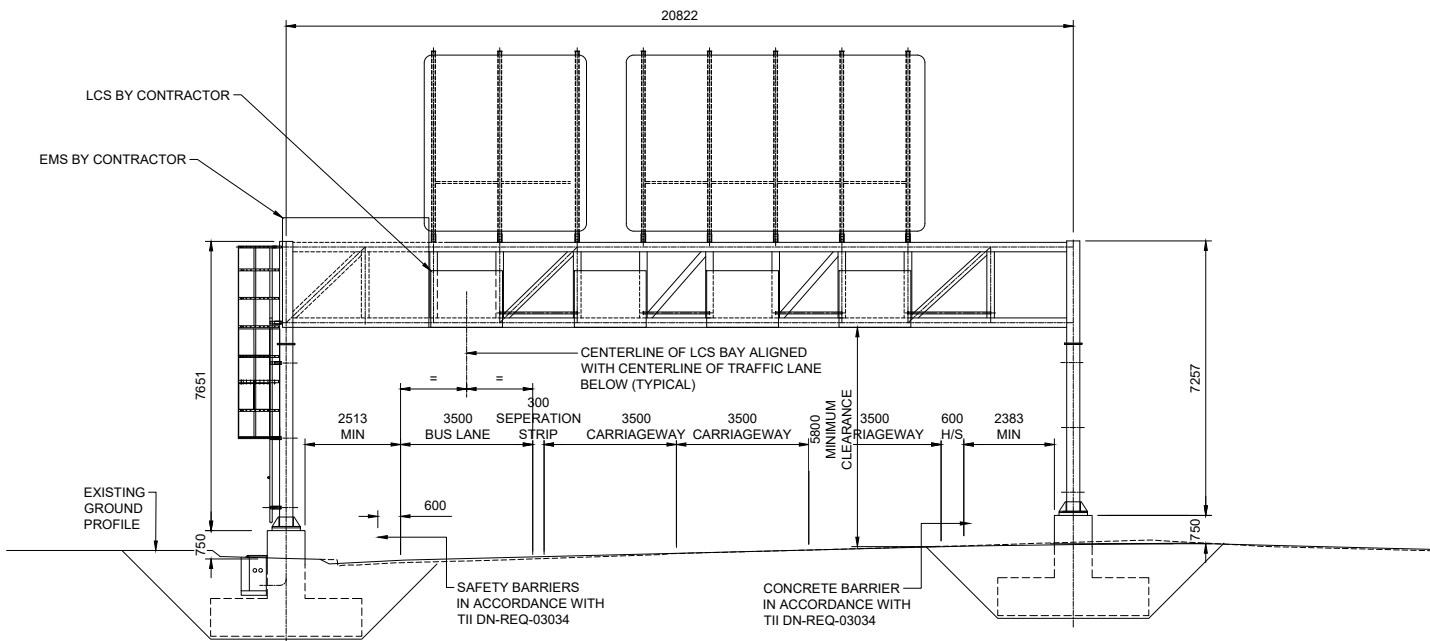 20822
LCS BY CONTRACTOR
EMS BY CONTRACTOR
7651
7257
CENTERLINE OF LCS BAY ALIGNED
WITH CENTERLINE OF TRAFFIC LANE
BELOW (TYPICAL)
=
=
2513
MIN
3500
BUS LANE
300
SEPERATION
STRIP
3500
CARRIAGEWAY
3500
CARRIAGEWAY
5800
MINIMUM
CLEARANCE
3500
RIAGEWAY
600
H/S
2383
MIN
EXISTING
GROUND
PROFILE
600
750
750
SAFETY BARRIERS
IN ACCORDANCE WITH
TII DN-REQ-03034
CONCRETE BARRIER
IN ACCORDANCE WITH
TII DN-REQ-03034